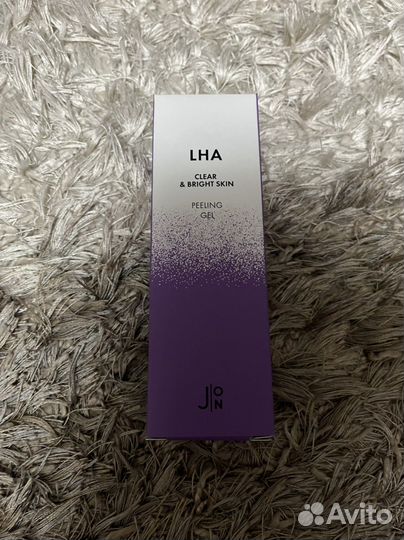 LHA
CLEAR
& BRIGHT SKIN
PEELING
GEL
J|ON
Avito